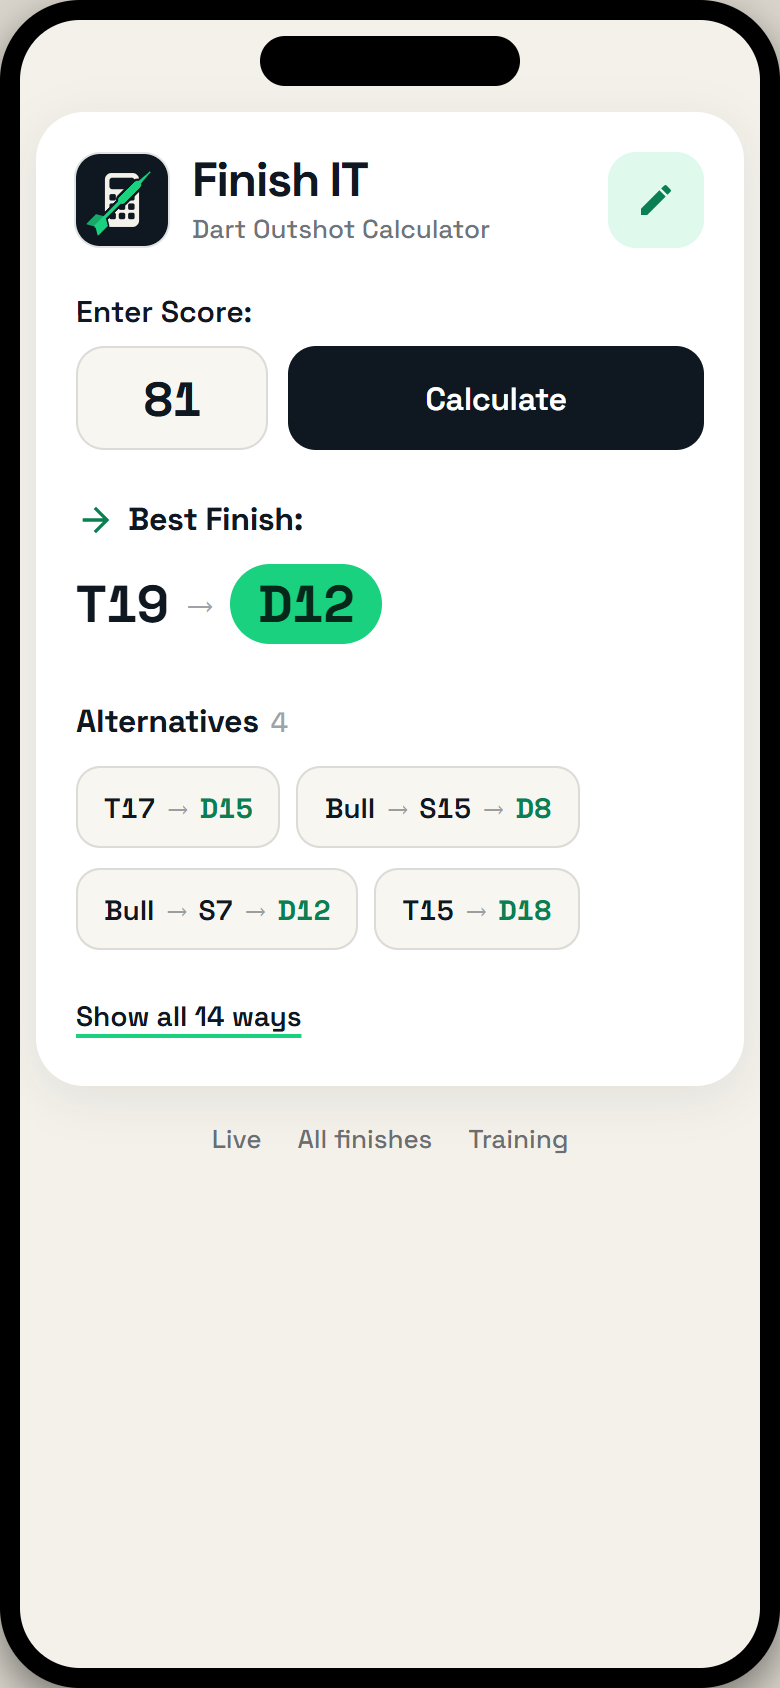 Finish IT
Dart Outshot Calculator
Enter Score:
81
Calculate
→ Best Finish:
T19 → D12
Alternatives 4
T17 → D15
Bull → S15 → D8
Bull → S7 → D12
T15 → D18
Show all 14 ways
Live
All finishes
Training